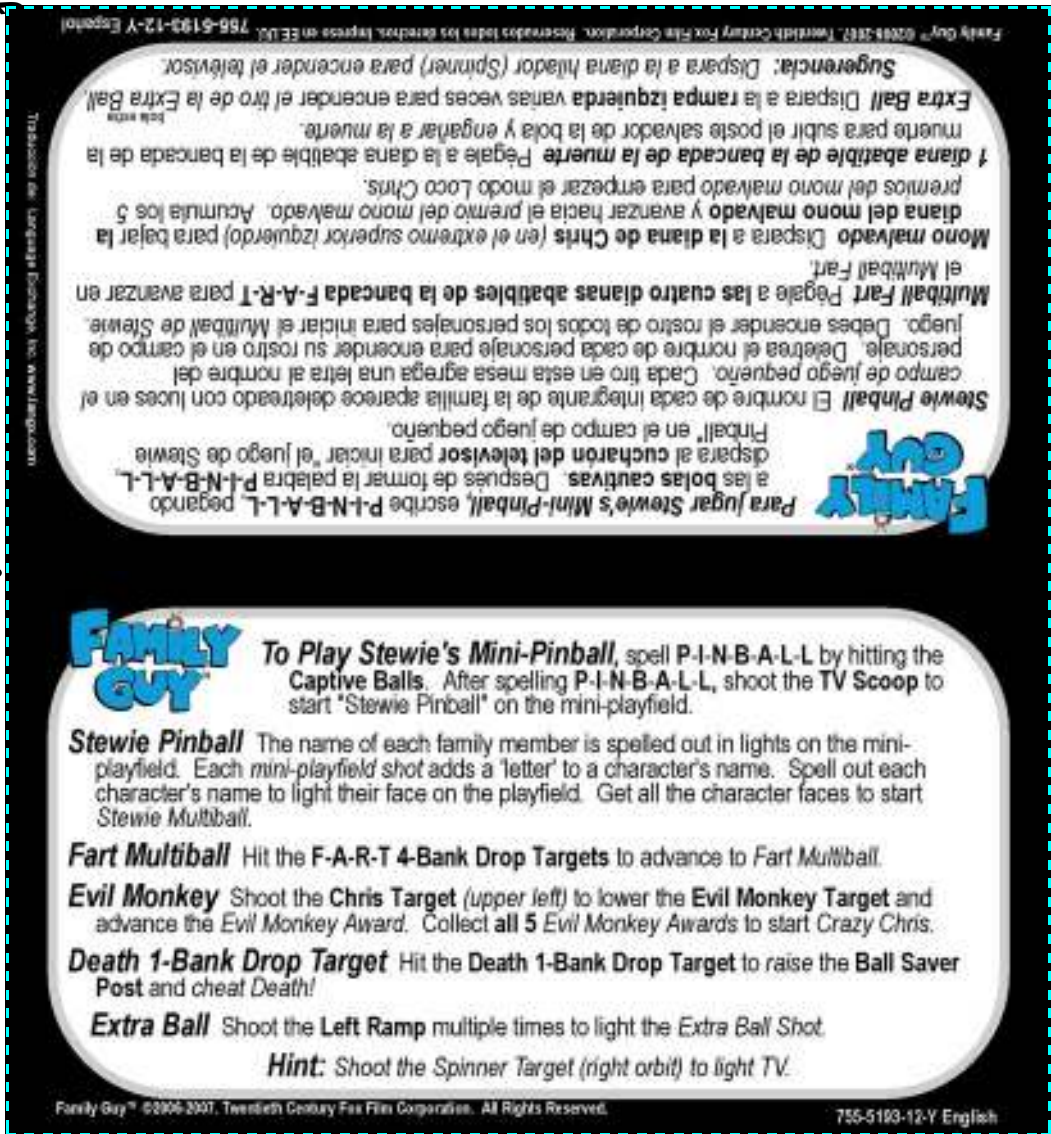 FAMILY GUY™
Para jugar Stewie's Mini-Pinball, escribe P-I-N-B-A-L-L, pegando
a las bolas cautivas. Después de formar la palabra P-I-N-B-A-L-L,
dispara al cucharón del televisor para iniciar "el juego de Stewie
Pinball" en el campo de juego pequeño.
Stewie Pinball El nombre de cada integrante de la familia aparece deletreado con luces en el
campo de juego pequeño. Cada tiro en esta mesa agrega una letra al nombre del
personaje. Deletrea el nombre de cada personaje para encender su rostro en el campo de
juego. Debes encender el rostro de todos los personajes para iniciar el Multiball de Stewie.
Multiball Fart Pégale a las cuatro dianas abatibles de la bancada F-A-R-T para avanzar en
el Multiball Fart.
Mono malvado Dispara a la diana de Chris (en el extremo superior izquierdo) para bajar la
diana del mono malvado y avanzar hacia el premio del mono malvado. Acumula los 5
premios del mono malvado para empezar el modo Loco Chris.
1 diana abatible de la bancada de la muerte Pégale a la diana abatible de la bancada de la
muerte para subir el poste salvador de la bola y engañar a la muerte.
Extra Ball Dispara a la rampa izquierda varias veces para encender el tiro de la Extra Ball.
bola extra
Sugerencia: Dispara a la diana hilador (Spinner) para encender el televisor.
Family Guy™ ©2006-2007. Twentieth Century Fox Film Corporation. Reservados todos los derechos. Impreso en EE.UU. 755-5193-12-Y Español
Traducción de: Language Exchange, Inc. www.langx.com
FAMILY GUY™
To Play Stewie's Mini-Pinball, spell P-I-N-B-A-L-L by hitting the
Captive Balls. After spelling P-I-N-B-A-L-L, shoot the TV Scoop to
start "Stewie Pinball" on the mini-playfield.
Stewie Pinball The name of each family member is spelled out in lights on the mini-
playfield. Each mini-playfield shot adds a 'letter' to a character's name. Spell out each
character's name to light their face on the playfield. Get all the character faces to start
Stewie Multiball.
Fart Multiball Hit the F-A-R-T 4-Bank Drop Targets to advance to Fart Multiball.
Evil Monkey Shoot the Chris Target (upper left) to lower the Evil Monkey Target and
advance the Evil Monkey Award. Collect all 5 Evil Monkey Awards to start Crazy Chris.
Death 1-Bank Drop Target Hit the Death 1-Bank Drop Target to raise the Ball Saver
Post and cheat Death!
Extra Ball Shoot the Left Ramp multiple times to light the Extra Ball Shot.
Hint: Shoot the Spinner Target (right orbit) to light TV.
Family Guy™ ©2006-2007. Twentieth Century Fox Film Corporation. All Rights Reserved.
755-5193-12-Y English